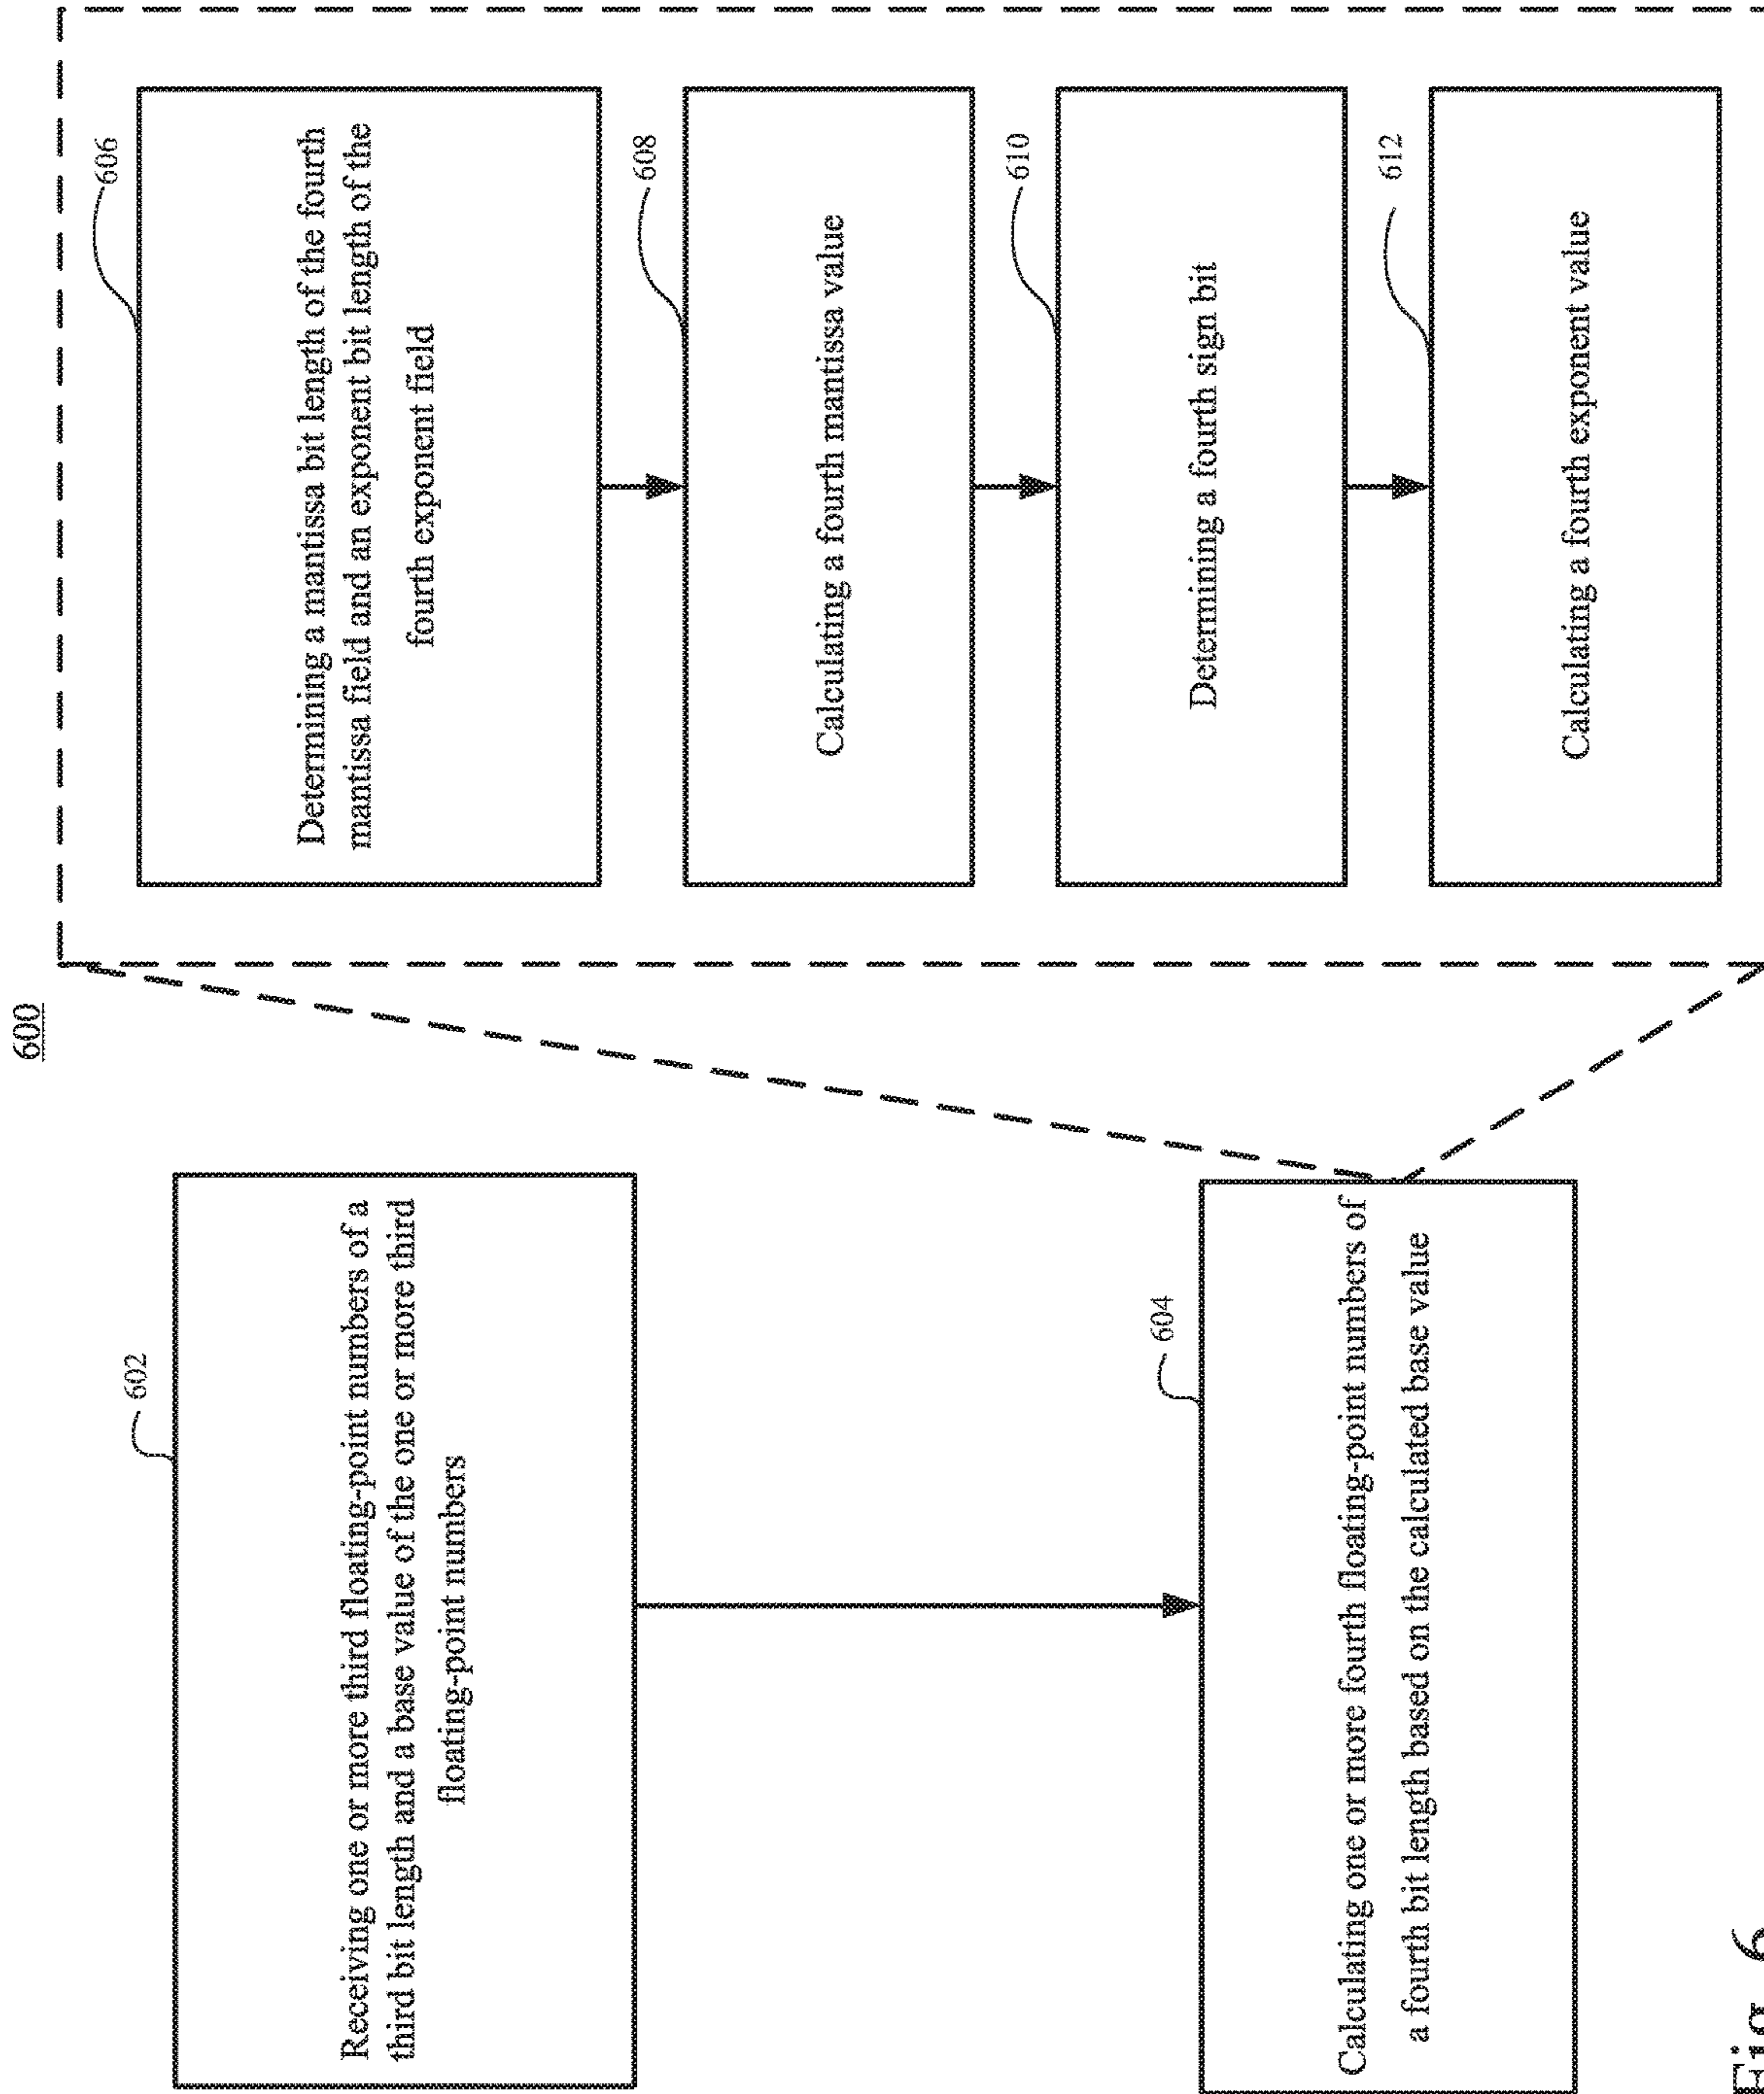 600
602
Receiving one or more third floating-point numbers of a
third bit length and a base value of the one or more third
floating-point numbers
604
Calculating one or more fourth floating-point numbers of
a fourth bit length based on the calculated base value
606
Determining a mantissa bit length of the fourth
mantissa field and an exponent bit length of the
fourth exponent field
608
Calculating a fourth mantissa value
610
Determining a fourth sign bit
612
Calculating a fourth exponent value
Fig. 6